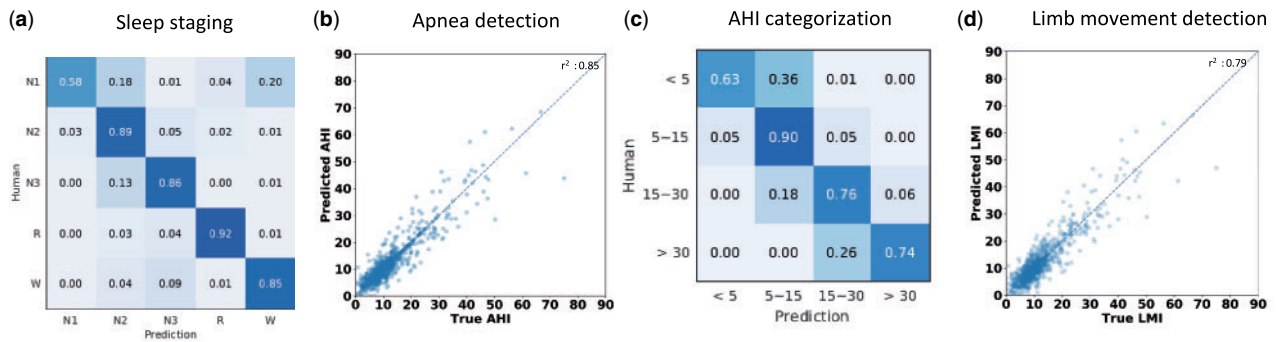 (a) Sleep staging
N1 0.58 0.18 0.01 0.04 0.20
N2 0.03 0.89 0.05 0.02 0.01
N3 0.00 0.13 0.86 0.00 0.01
R 0.00 0.03 0.04 0.92 0.01
W 0.00 0.04 0.09 0.01 0.85
Human
N1 N2 N3 R W
Prediction
(b) Apnea detection
r² :0.85
90
80
70
60
50
40
30
20
10
0
Predicted AHI
0 10 20 30 40 50 60 70 80 90
True AHI
(c) AHI categorization
< 5 0.63 0.36 0.01 0.00
5−15 0.05 0.90 0.05 0.00
15−30 0.00 0.18 0.76 0.06
> 30 0.00 0.00 0.26 0.74
Human
< 5 5−15 15−30 > 30
Prediction
(d) Limb movement detection
r² :0.79
90
80
70
60
50
40
30
20
10
0
Predicted LMI
0 10 20 30 40 50 60 70 80 90
True LMI